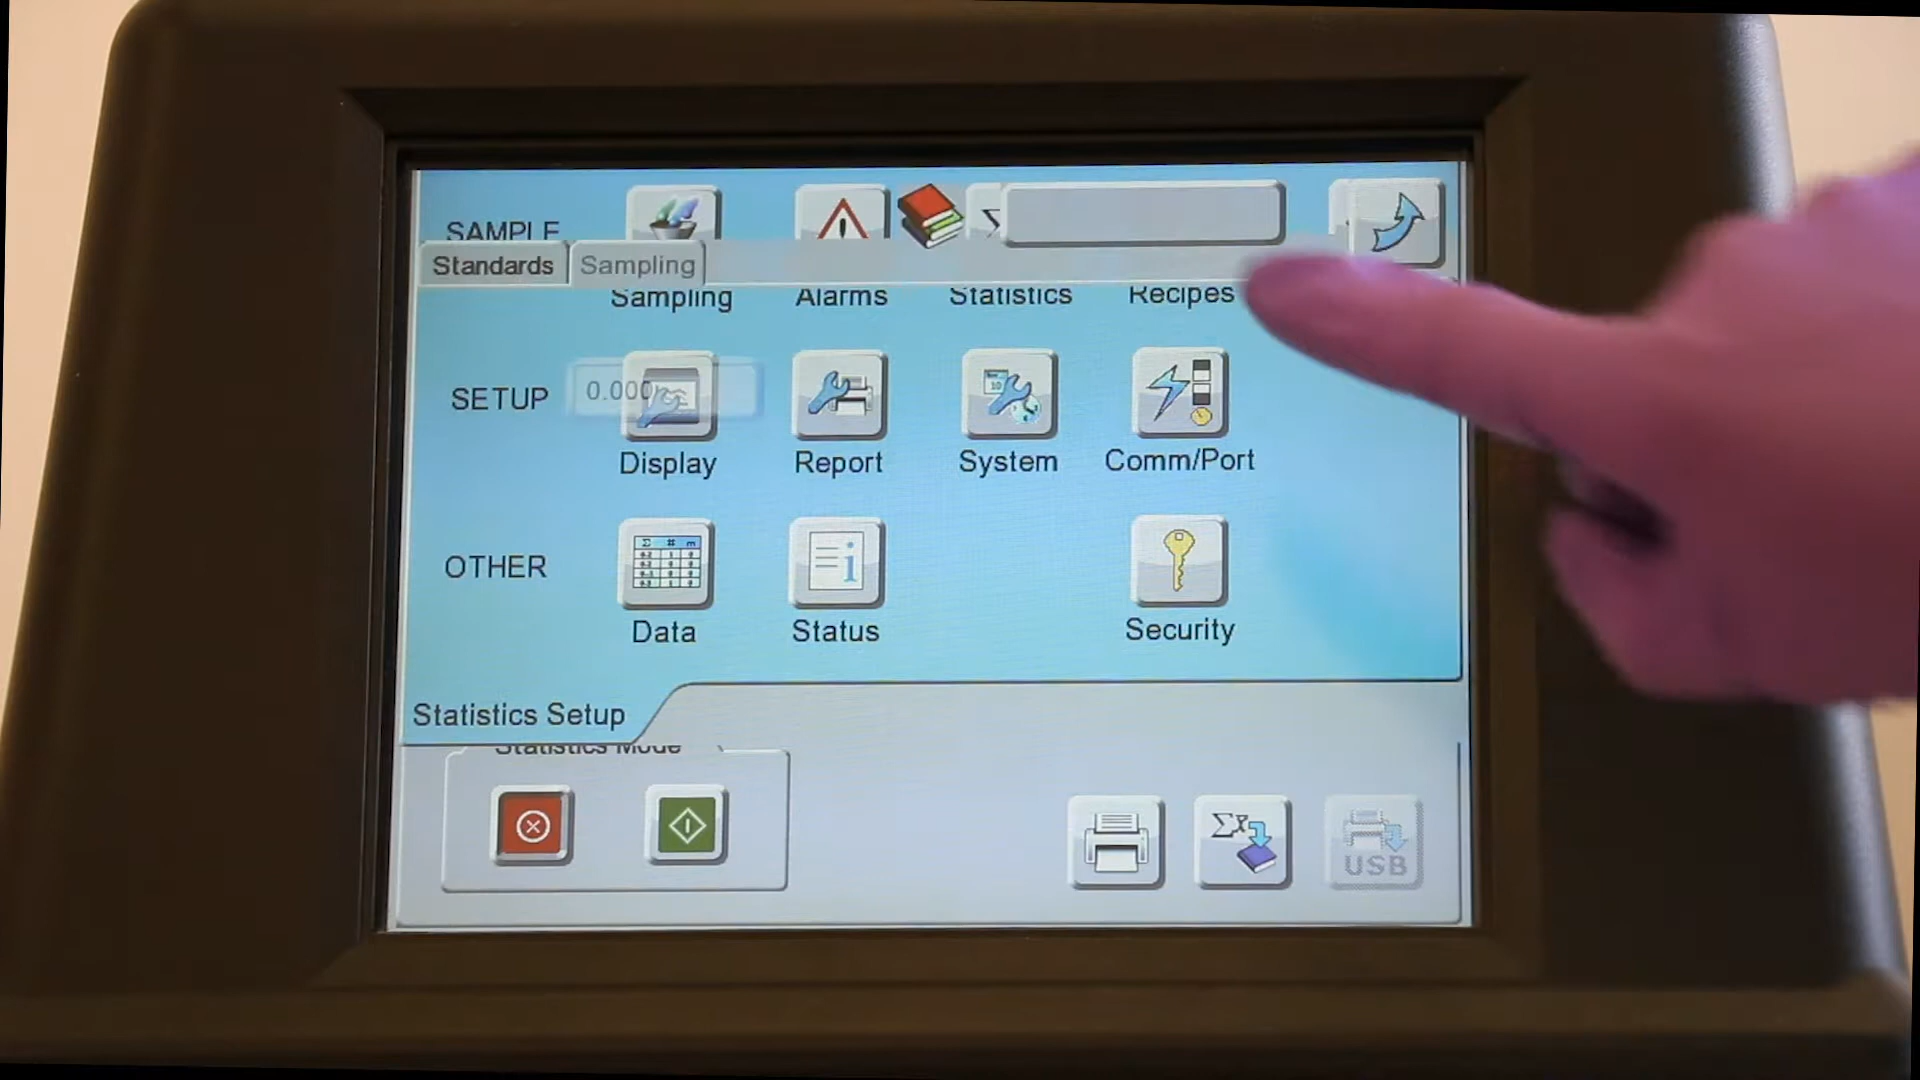 SAMPLE
Standards Sampling
Sampling Alarms Statistics Recipes
SETUP 0.000
Display Report System Comm/Port
OTHER
Data Status Security
Statistics Setup
Statistics Mode
USB